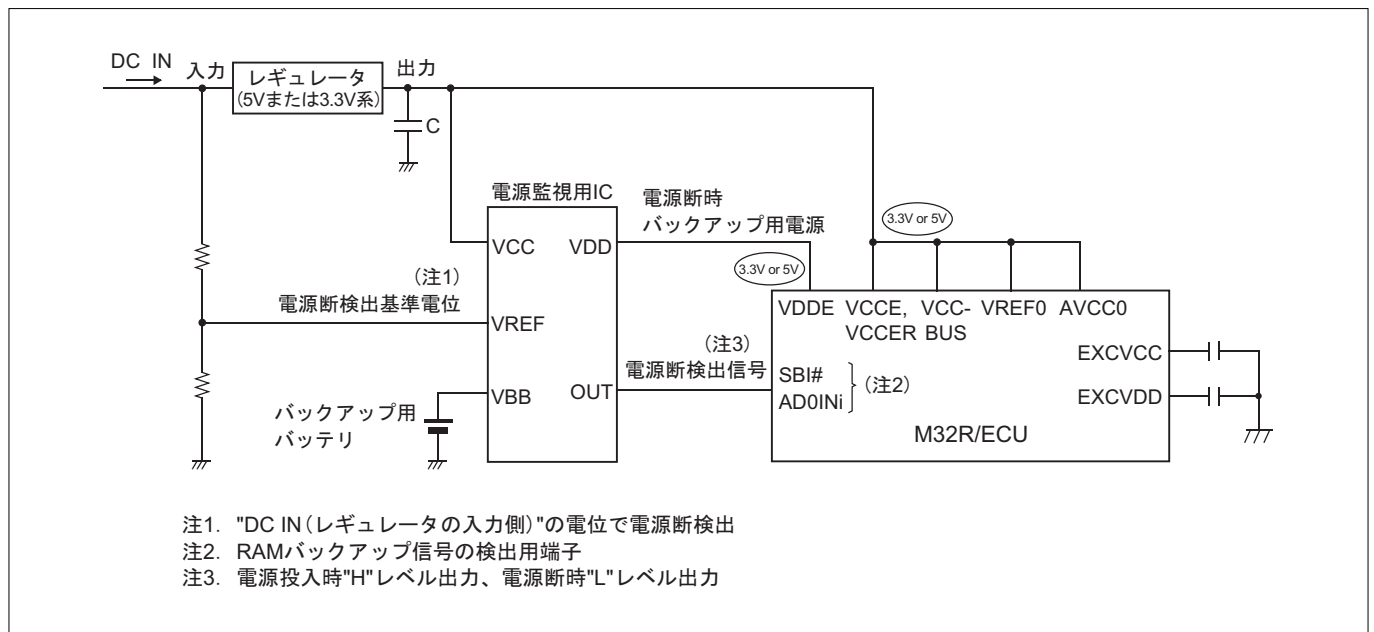 DC IN
入力
レギュレータ
(5Vまたは3.3V系)
出力
C
電源監視用IC
電源断時
バックアップ用電源
3.3V or 5V
3.3V or 5V
VCC
VDD
(注1)
電源断検出基準電位
VREF
VDDE VCCE, VCC- VREF0 AVCC0
VCCER BUS
EXCVCC
(注3)
電源断検出信号
SBI#
AD0INi
(注2)
EXCVDD
VBB
OUT
バックアップ用
バッテリ
M32R/ECU
注1. "DC IN(レギュレータの入力側)"の電位で電源断検出
注2. RAMバックアップ信号の検出用端子
注3. 電源投入時"H"レベル出力、電源断時"L"レベル出力